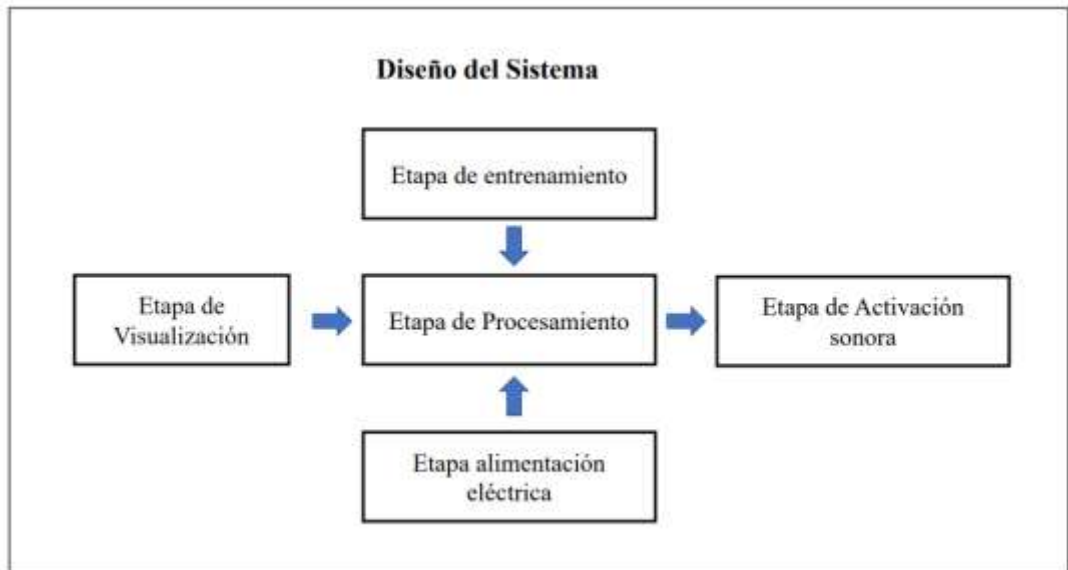 Diseño del Sistema
Etapa de entrenamiento
Etapa de
Visualización
Etapa de Procesamiento
Etapa de Activación
sonora
Etapa alimentación
eléctrica